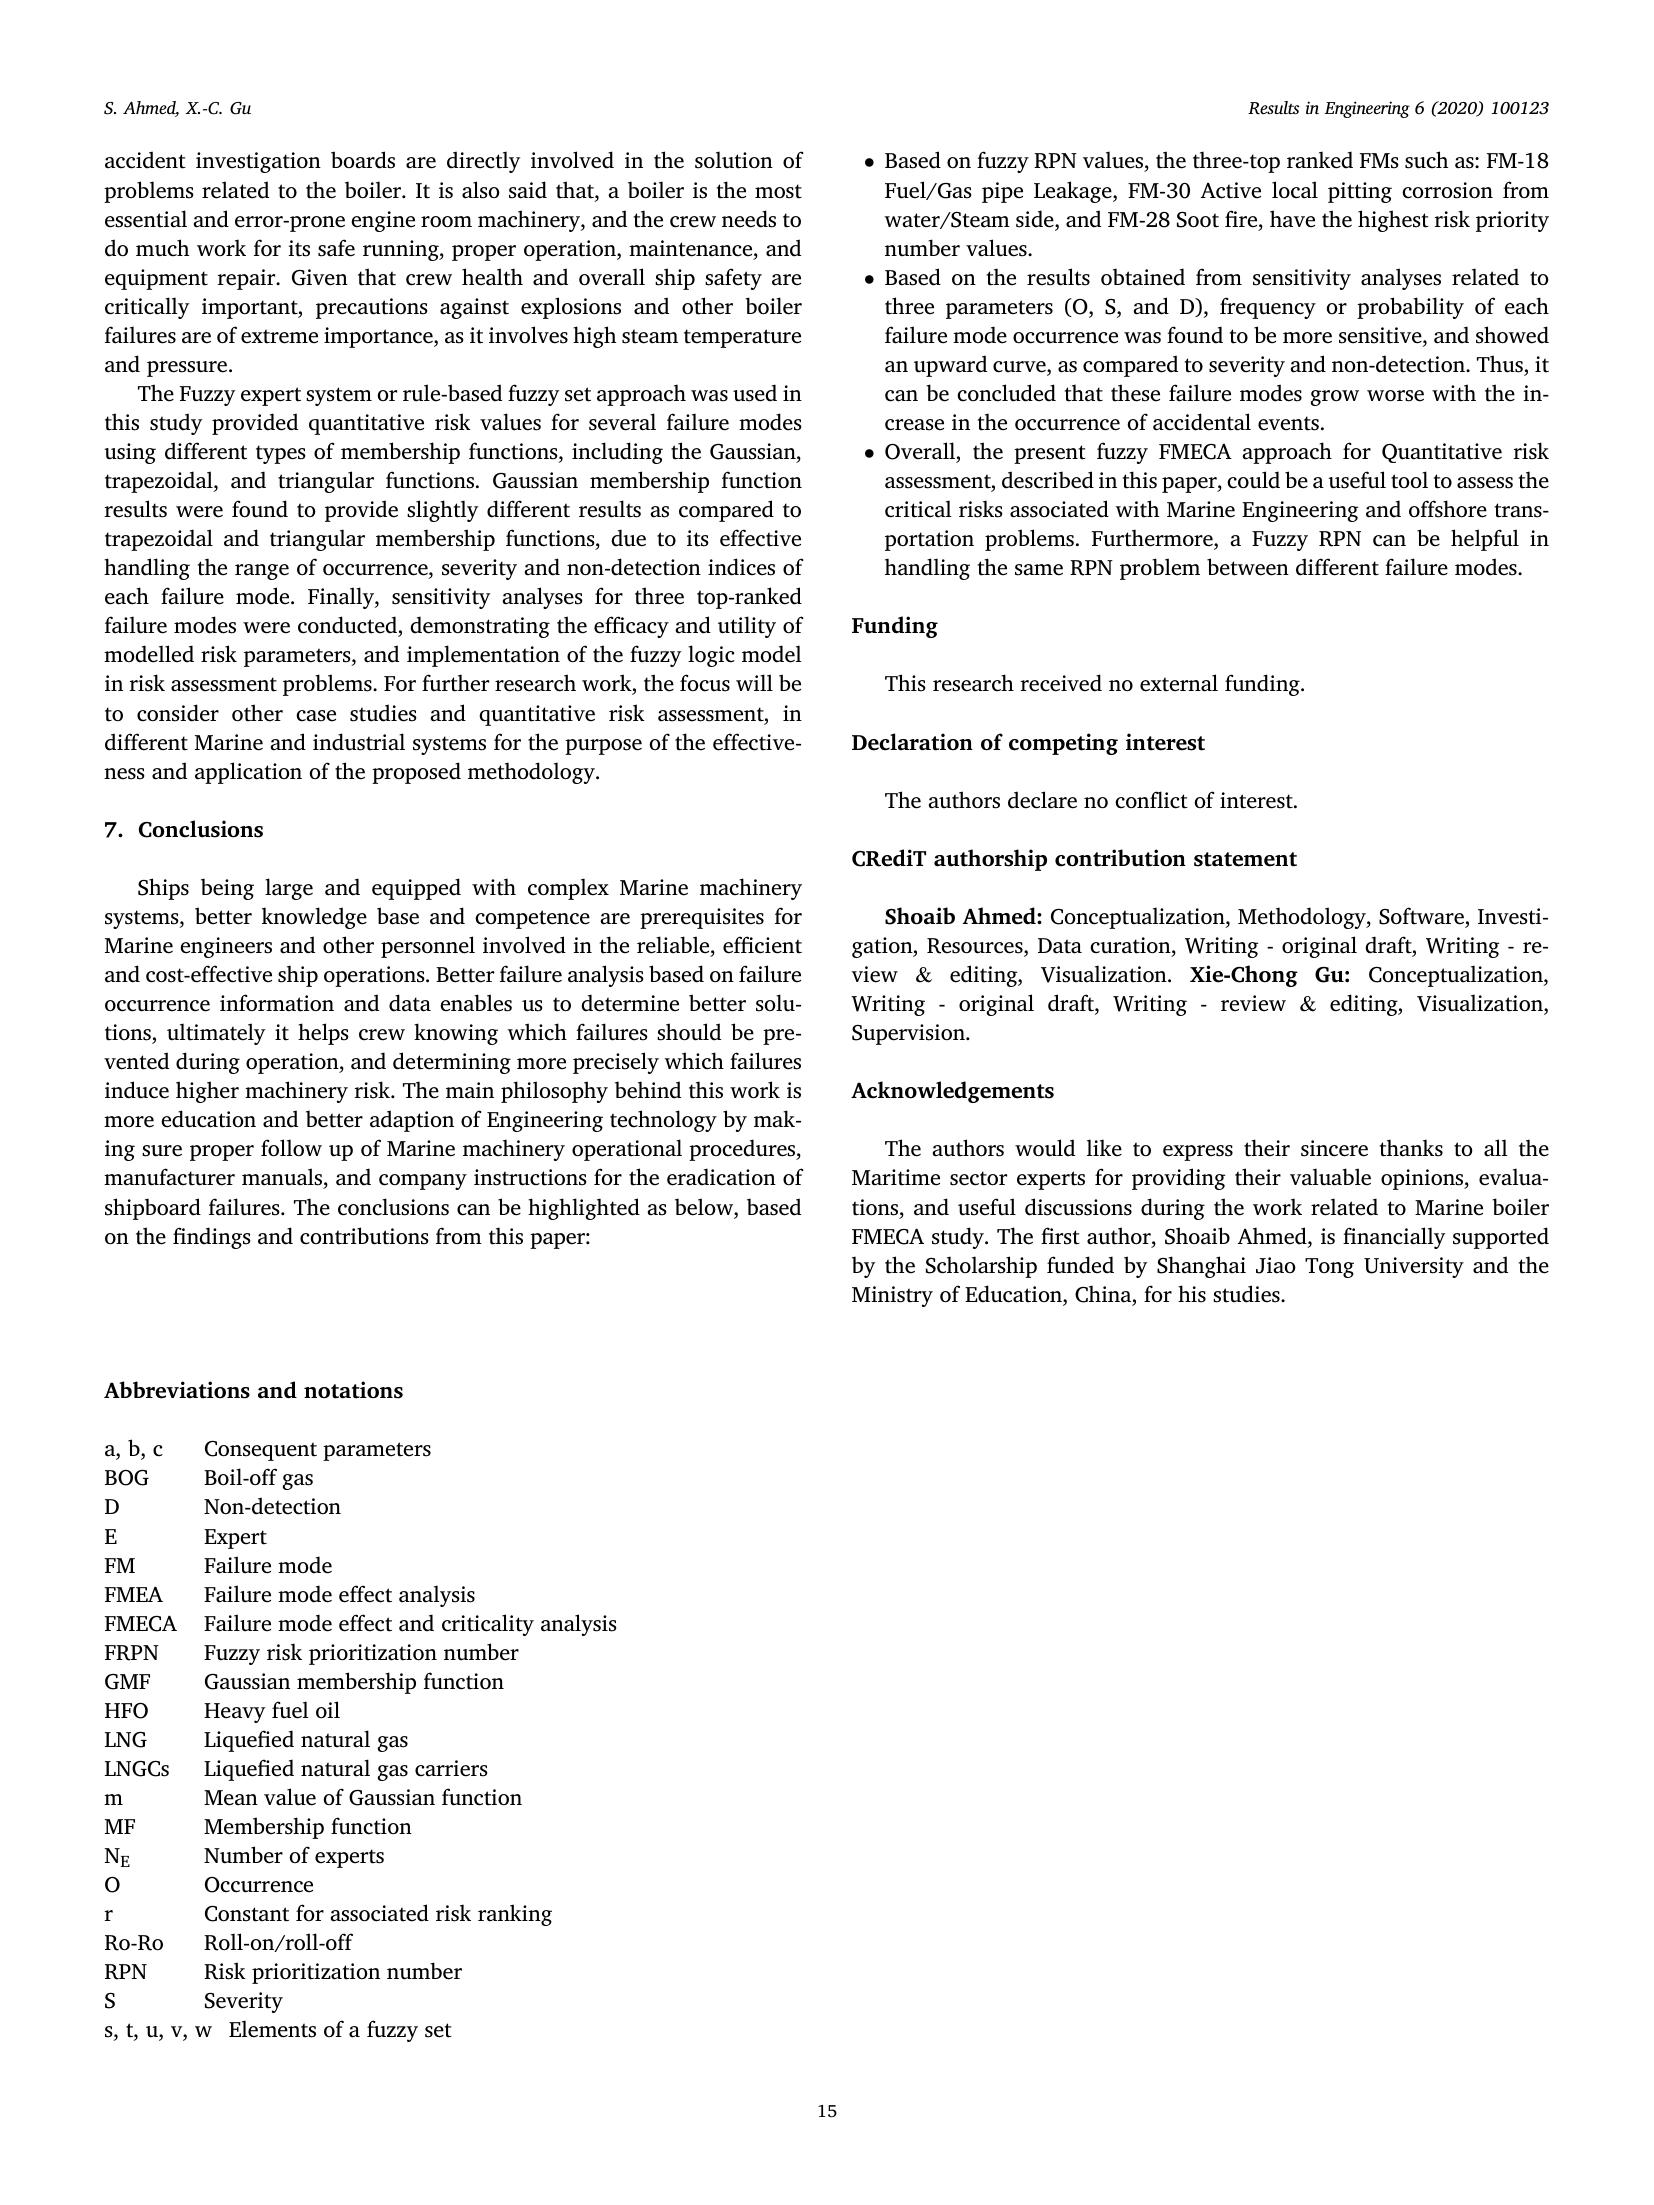 S. Ahmed, X.-C. Gu
Results in Engineering 6 (2020) 100123
accident investigation boards are directly involved in the solution of
problems related to the boiler. It is also said that, a boiler is the most
essential and error-prone engine room machinery, and the crew needs to
do much work for its safe running, proper operation, maintenance, and
equipment repair. Given that crew health and overall ship safety are
critically important, precautions against explosions and other boiler
failures are of extreme importance, as it involves high steam temperature
and pressure.
The Fuzzy expert system or rule-based fuzzy set approach was used in
this study provided quantitative risk values for several failure modes
using different types of membership functions, including the Gaussian,
trapezoidal, and triangular functions. Gaussian membership function
results were found to provide slightly different results as compared to
trapezoidal and triangular membership functions, due to its effective
handling the range of occurrence, severity and non-detection indices of
each failure mode. Finally, sensitivity analyses for three top-ranked
failure modes were conducted, demonstrating the efficacy and utility of
modelled risk parameters, and implementation of the fuzzy logic model
in risk assessment problems. For further research work, the focus will be
to consider other case studies and quantitative risk assessment, in
different Marine and industrial systems for the purpose of the effective-
ness and application of the proposed methodology.
7. Conclusions
Ships being large and equipped with complex Marine machinery
systems, better knowledge base and competence are prerequisites for
Marine engineers and other personnel involved in the reliable, efficient
and cost-effective ship operations. Better failure analysis based on failure
occurrence information and data enables us to determine better solu-
tions, ultimately it helps crew knowing which failures should be pre-
vented during operation, and determining more precisely which failures
induce higher machinery risk. The main philosophy behind this work is
more education and better adaption of Engineering technology by mak-
ing sure proper follow up of Marine machinery operational procedures,
manufacturer manuals, and company instructions for the eradication of
shipboard failures. The conclusions can be highlighted as below, based
on the findings and contributions from this paper:
• Based on fuzzy RPN values, the three-top ranked FMs such as: FM-18
Fuel/Gas pipe Leakage, FM-30 Active local pitting corrosion from
water/Steam side, and FM-28 Soot fire, have the highest risk priority
number values.
• Based on the results obtained from sensitivity analyses related to
three parameters (O, S, and D), frequency or probability of each
failure mode occurrence was found to be more sensitive, and showed
an upward curve, as compared to severity and non-detection. Thus, it
can be concluded that these failure modes grow worse with the in-
crease in the occurrence of accidental events.
• Overall, the present fuzzy FMECA approach for Quantitative risk
assessment, described in this paper, could be a useful tool to assess the
critical risks associated with Marine Engineering and offshore trans-
portation problems. Furthermore, a Fuzzy RPN can be helpful in
handling the same RPN problem between different failure modes.
Funding
This research received no external funding.
Declaration of competing interest
The authors declare no conflict of interest.
CRediT authorship contribution statement
Shoaib Ahmed: Conceptualization, Methodology, Software, Investi-
gation, Resources, Data curation, Writing - original draft, Writing - re-
view & editing, Visualization. Xie-Chong Gu: Conceptualization,
Writing - original draft, Writing - review & editing, Visualization,
Supervision.
Acknowledgements
The authors would like to express their sincere thanks to all the
Maritime sector experts for providing their valuable opinions, evalua-
tions, and useful discussions during the work related to Marine boiler
FMECA study. The first author, Shoaib Ahmed, is financially supported
by the Scholarship funded by Shanghai Jiao Tong University and the
Ministry of Education, China, for his studies.
Abbreviations and notations
a, b, c Consequent parameters
BOG Boil-off gas
D Non-detection
E Expert
FM Failure mode
FMEA Failure mode effect analysis
FMECA Failure mode effect and criticality analysis
FRPN Fuzzy risk prioritization number
GMF Gaussian membership function
HFO Heavy fuel oil
LNG Liquefied natural gas
LNGCs Liquefied natural gas carriers
m Mean value of Gaussian function
MF Membership function
NE Number of experts
O Occurrence
r Constant for associated risk ranking
Ro-Ro Roll-on/roll-off
RPN Risk prioritization number
S Severity
s, t, u, v, w Elements of a fuzzy set
15